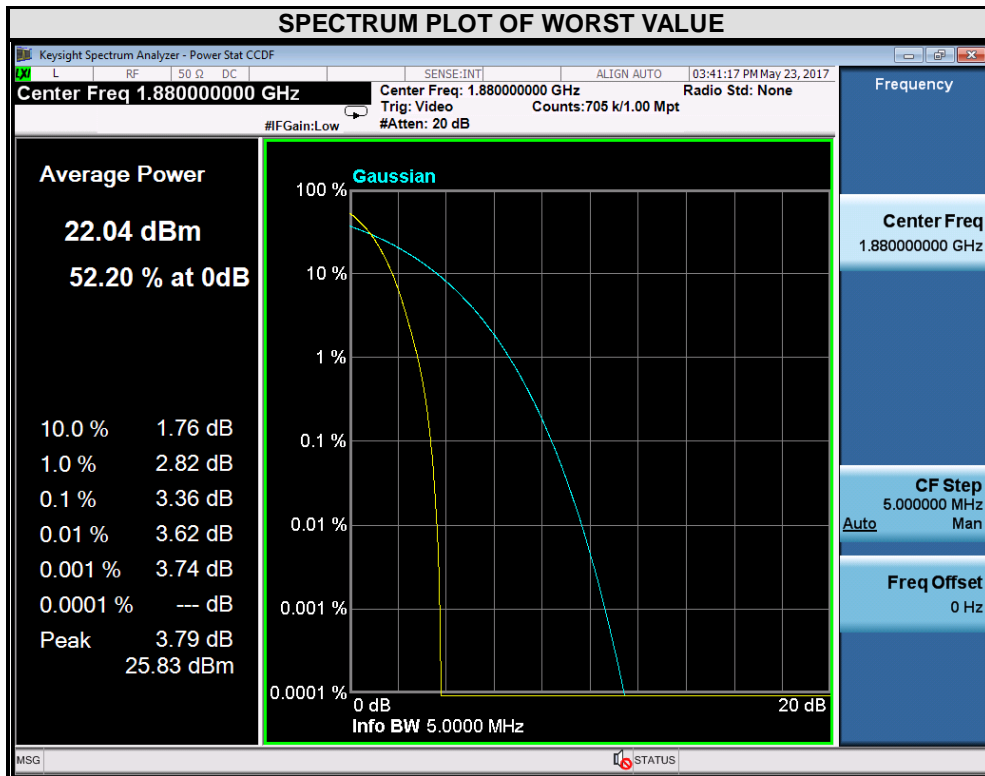 SPECTRUM PLOT OF WORST VALUE
Keysight Spectrum Analyzer - Power Stat CCDF
LXI L RF 50 Ω DC SENSE:INT ALIGN AUTO 03:41:17 PM May 23, 2017
Center Freq 1.880000000 GHz
#IFGain:Low
Center Freq: 1.880000000 GHz
Trig: Video
Counts:705 k/1.00 Mpt
#Atten: 20 dB
Radio Std: None
Average Power
22.04 dBm
52.20 % at 0dB
10.0 % 1.76 dB
1.0 % 2.82 dB
0.1 % 3.36 dB
0.01 % 3.62 dB
0.001 % 3.74 dB
0.0001 % --- dB
Peak 3.79 dB
25.83 dBm
Gaussian
100 %
10 %
1 %
0.1 %
0.01 %
0.001 %
0.0001 %
0 dB 20 dB
Info BW 5.0000 MHz
Frequency
Center Freq
1.880000000 GHz
CF Step
5.000000 MHz
Auto Man
Freq Offset
0 Hz
MSG STATUS